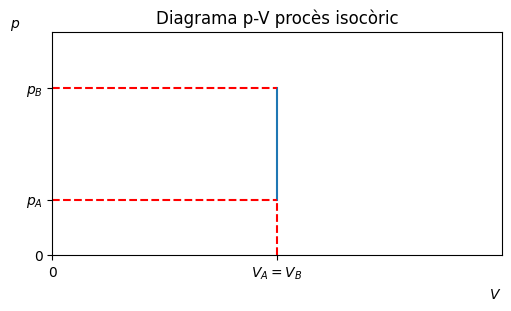 Diagrama p-V procès isocòric
p
p_B
p_A
0
0
V_A = V_B
V